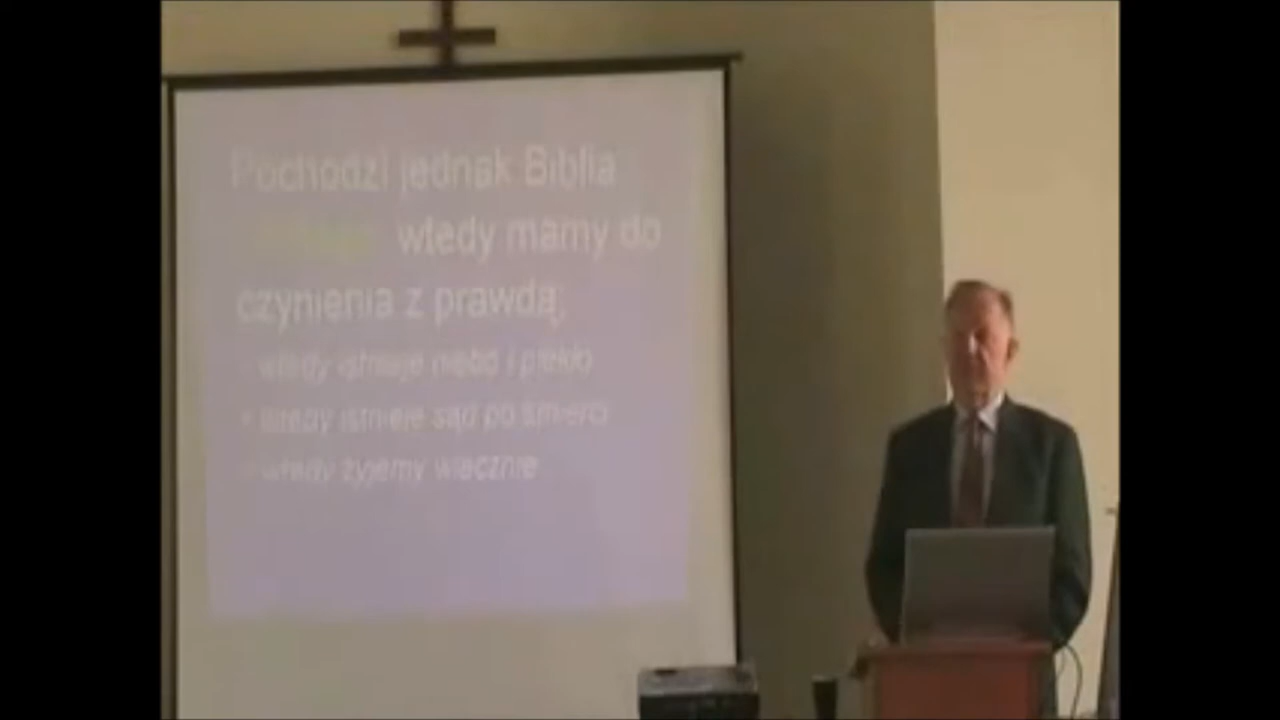 Pochodzi jednak Biblia
wtedy mamy do
czynienia z prawdą;
• wtedy istnieje niebo i piekło
• wtedy istnieje sąd po śmierci
• wtedy żyjemy wiecznie